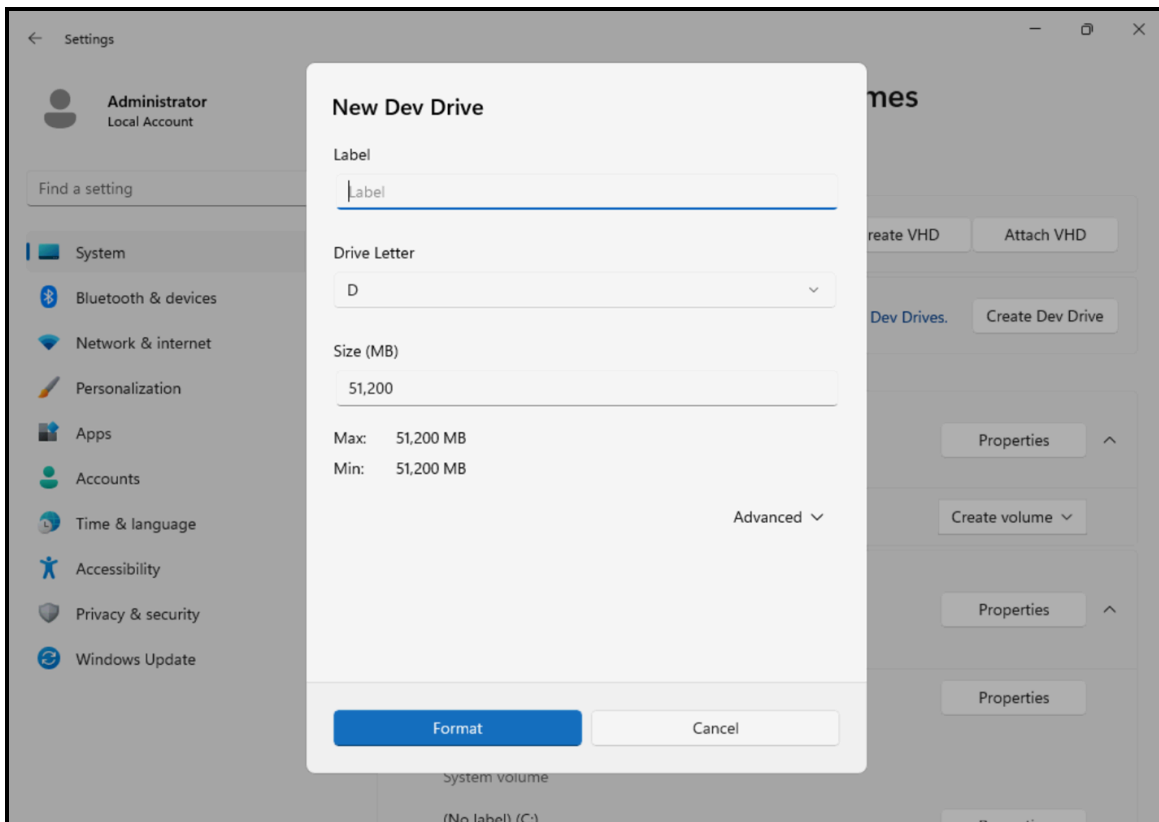 Settings
Administrator
Local Account
Find a setting
System
Bluetooth & devices
Network & internet
Personalization
Apps
Accounts
Time & language
Accessibility
Privacy & security
Windows Update
New Dev Drive
Label
Label
Drive Letter
D
Size (MB)
51,200
Max: 51,200 MB
Min: 51,200 MB
Advanced
Format
Cancel
mes
reate VHD
Attach VHD
Dev Drives.
Create Dev Drive
Properties
Create volume
Properties
Properties
System volume
(No label) (C:)